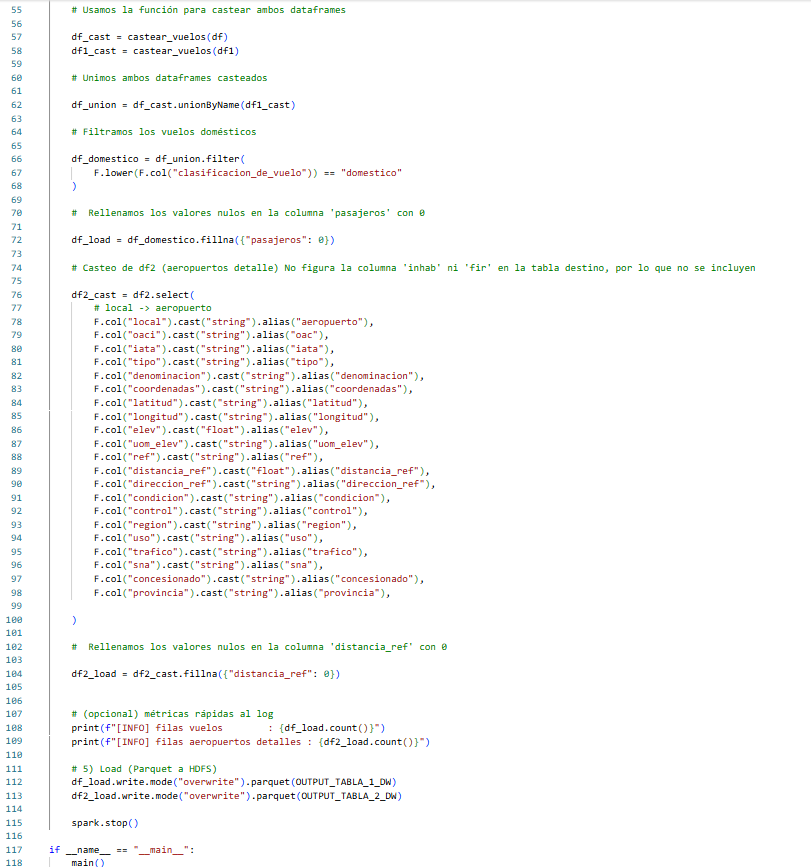 55 # Usamos la función para castear ambos dataframes
56
57 df_cast = castear_vuelos(df)
58 df1_cast = castear_vuelos(df1)
59
60 # Unimos ambos dataframes casteados
61
62 df_union = df_cast.unionByName(df1_cast)
63
64 # Filtramos los vuelos domésticos
65
66 df_domestico = df_union.filter(
67 F.lower(F.col("clasificacion_de_vuelo")) == "domestico"
68 )
69
70 #  Rellenamos los valores nulos en la columna 'pasajeros' con 0
71
72 df_load = df_domestico.fillna({"pasajeros": 0})
73
74 # Casteo de df2 (aeropuertos detalle) No figura la columna 'inhab' ni 'fir' en la tabla destino, por lo que no se incluyen
75
76 df2_cast = df2.select(
77 # local -> aeropuerto
78 F.col("local").cast("string").alias("aeropuerto"),
79 F.col("oaci").cast("string").alias("oac"),
80 F.col("iata").cast("string").alias("iata"),
81 F.col("tipo").cast("string").alias("tipo"),
82 F.col("denominacion").cast("string").alias("denominacion"),
83 F.col("coordenadas").cast("string").alias("coordenadas"),
84 F.col("latitud").cast("string").alias("latitud"),
85 F.col("longitud").cast("string").alias("longitud"),
86 F.col("elev").cast("float").alias("elev"),
87 F.col("uom_elev").cast("string").alias("uom_elev"),
88 F.col("ref").cast("string").alias("ref"),
89 F.col("distancia_ref").cast("float").alias("distancia_ref"),
90 F.col("direccion_ref").cast("string").alias("direccion_ref"),
91 F.col("condicion").cast("string").alias("condicion"),
92 F.col("control").cast("string").alias("control"),
93 F.col("region").cast("string").alias("region"),
94 F.col("uso").cast("string").alias("uso"),
95 F.col("trafico").cast("string").alias("trafico"),
96 F.col("sna").cast("string").alias("sna"),
97 F.col("concesionado").cast("string").alias("concesionado"),
98 F.col("provincia").cast("string").alias("provincia"),
99
100 )
101
102 #  Rellenamos los valores nulos en la columna 'distancia_ref' con 0
103
104 df2_load = df2_cast.fillna({"distancia_ref": 0})
105
106
107 # (opcional) métricas rápidas al log
108 print(f"[INFO] filas vuelos       : {df_load.count()}")
109 print(f"[INFO] filas aeropuertos detalles : {df2_load.count()}")
110
111 # 5) Load (Parquet a HDFS)
112 df_load.write.mode("overwrite").parquet(OUTPUT_TABLA_1_DW)
113 df2_load.write.mode("overwrite").parquet(OUTPUT_TABLA_2_DW)
114
115 spark.stop()
116
117 if __name__ == "__main__":
118 main()